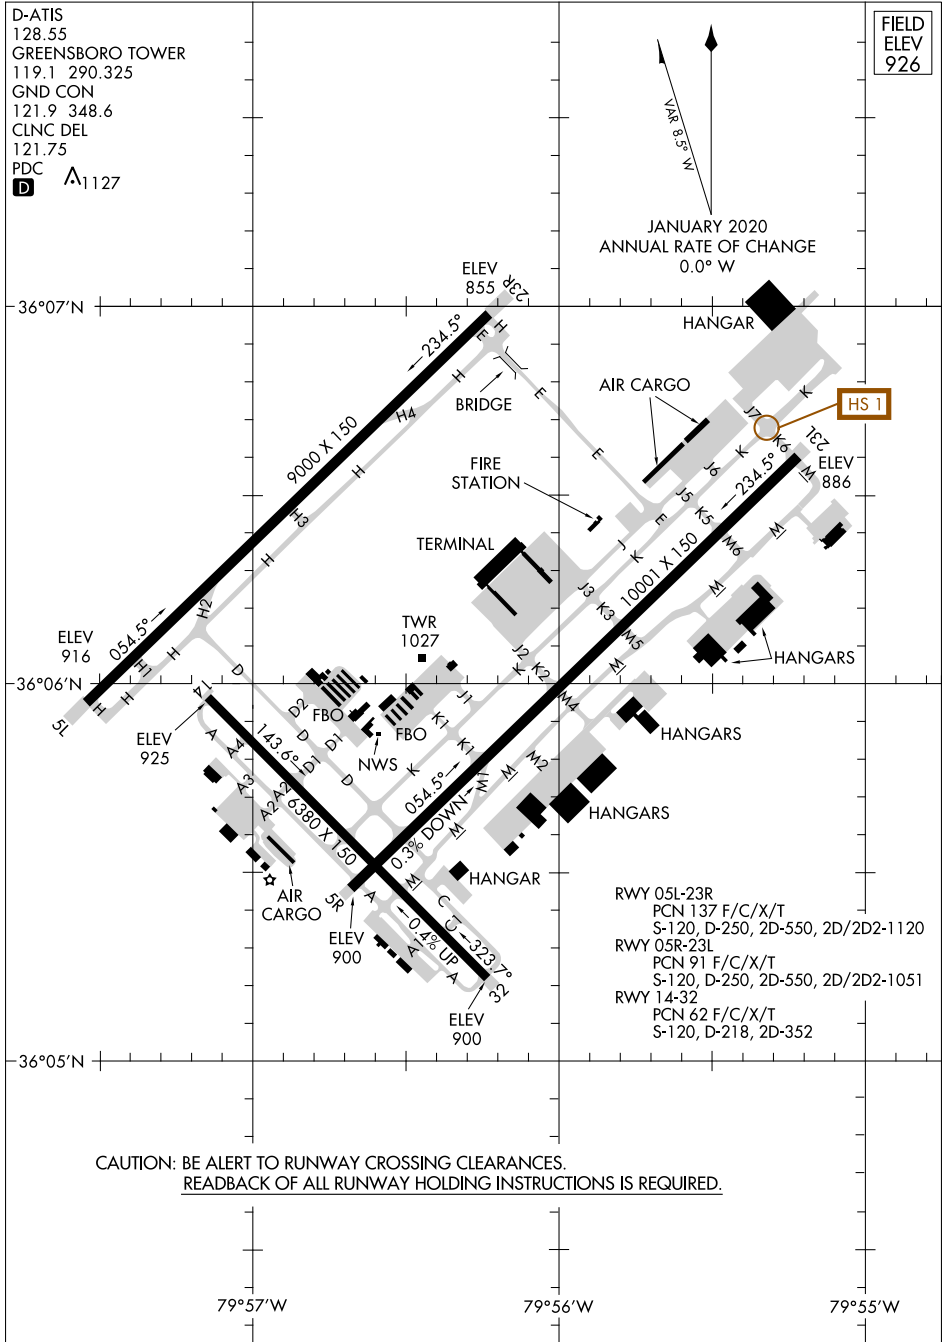 D-ATIS
128.55
GREENSBORO TOWER
119.1 290.325
GND CON
121.9 348.6
CLNC DEL
121.75
PDC
D
1127
FIELD
ELEV
926
VAR 8.5° W
JANUARY 2020
ANNUAL RATE OF CHANGE
0.0° W
36°07'N
ELEV
855
23R
H
E
234.5°
HANGAR
BRIDGE
AIR CARGO
HS 1
H
H4
E
J7
K
K6
23L
9000 X 150
H
E
J6
K
234.5°
ELEV
886
M
FIRE
STATION
H3
J5
K5
E
M6
M
TERMINAL
H
J
K
10001 X 150
M
H2
J3
K3
M5
TWR
1027
054.5°
ELEV
916
H
H1
H
H
D
J2
K
K2
M
HANGARS
36°06'N
5L
14
D2
FBO
FBO
J1
M4
HANGARS
ELEV
925
A
A4
143.6°
D
D1
D1
NWS
K1
K1
M2
A3
A2
A2
D
K
054.5°
M1
M
6380 X 150
0.3% DOWN
M
HANGARS
AIR
CARGO
5R
A
M
HANGAR
C
C1
ELEV
900
0.4% UP
A1
A
323.7°
32
ELEV
900
RWY 05L-23R
PCN 137 F/C/X/T
S-120, D-250, 2D-550, 2D/2D2-1120
RWY 05R-23L
PCN 91 F/C/X/T
S-120, D-250, 2D-550, 2D/2D2-1051
RWY 14-32
PCN 62 F/C/X/T
S-120, D-218, 2D-352
36°05'N
CAUTION: BE ALERT TO RUNWAY CROSSING CLEARANCES.
READBACK OF ALL RUNWAY HOLDING INSTRUCTIONS IS REQUIRED.
79°57'W
79°56'W
79°55'W